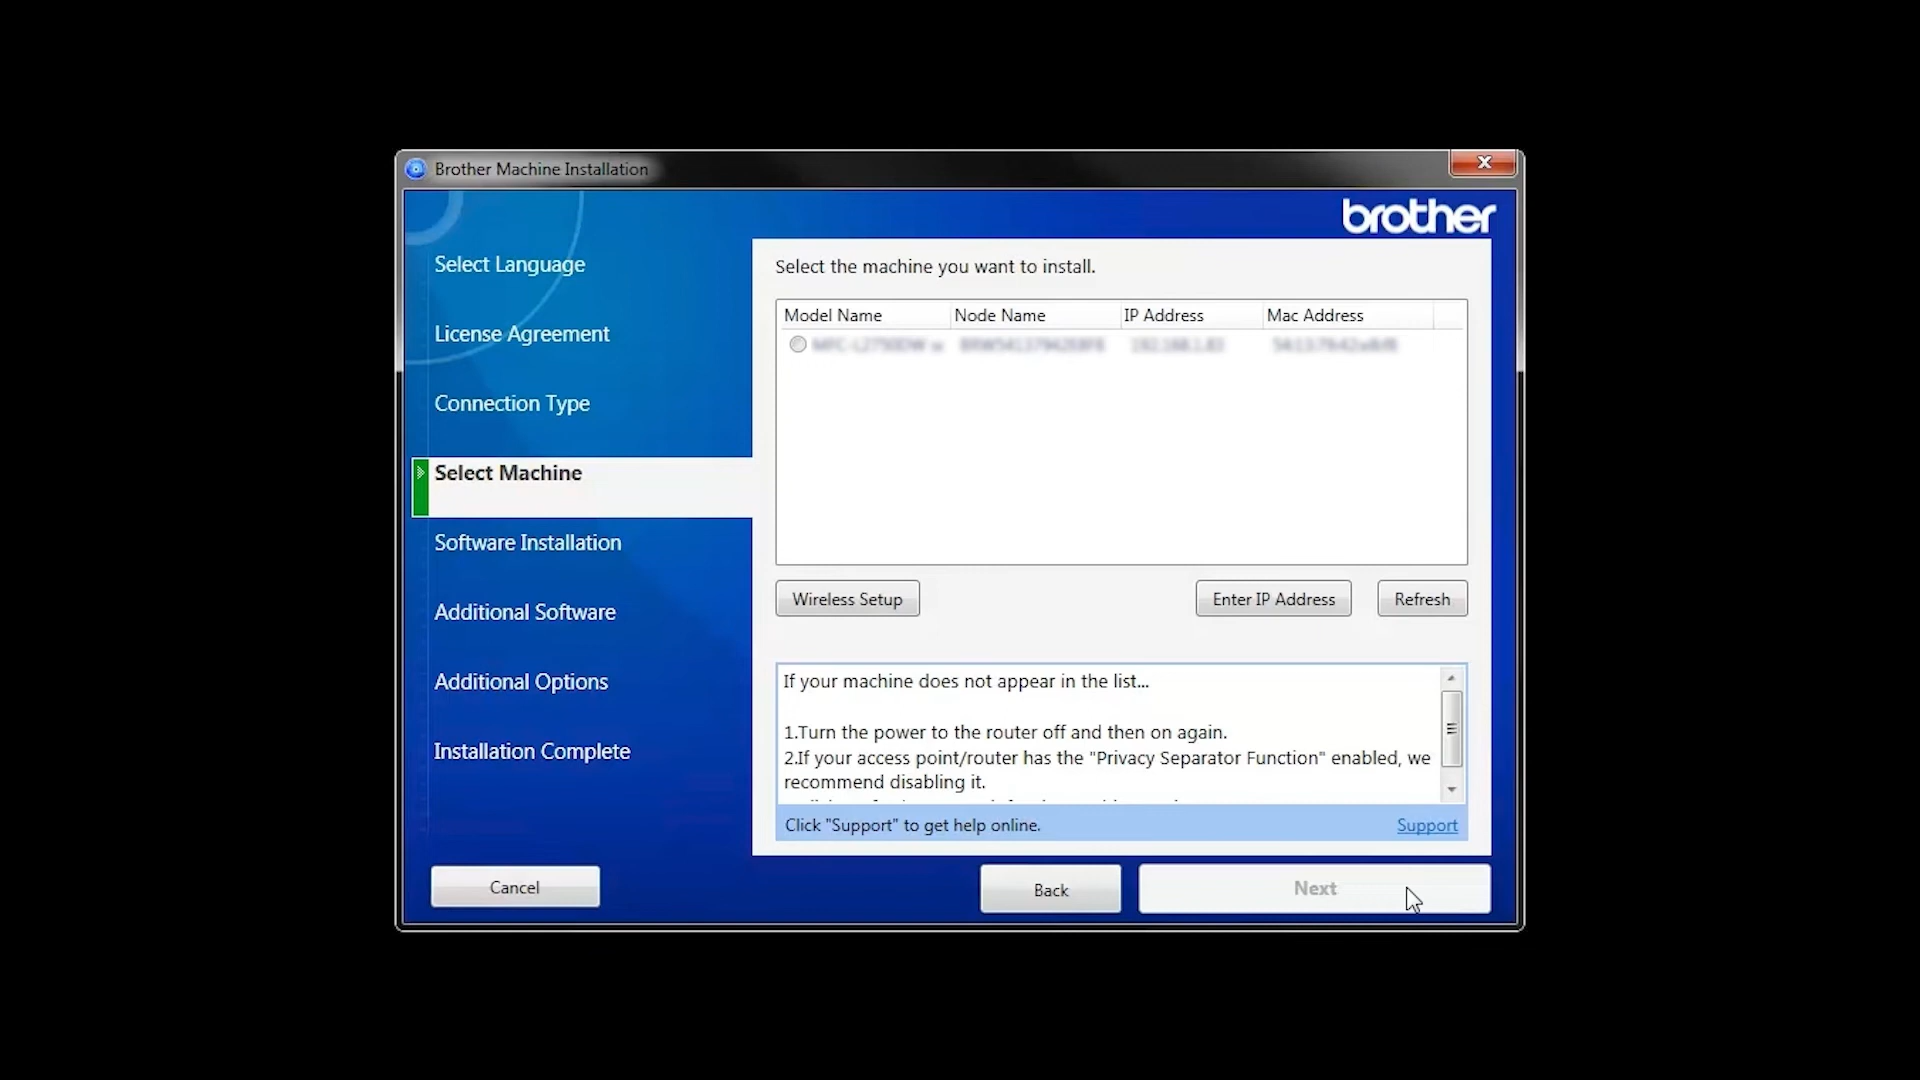 Brother Machine Installation
brother
Select Language
License Agreement
Connection Type
Select Machine
Software Installation
Additional Software
Additional Options
Installation Complete
Select the machine you want to install.
Model Name Node Name IP Address Mac Address
Wireless Setup Enter IP Address Refresh
If your machine does not appear in the list...
1.Turn the power to the router off and then on again.
2.If your access point/router has the "Privacy Separator Function" enabled, we
recommend disabling it.
Click "Support" to get help online. Support
Cancel Back Next